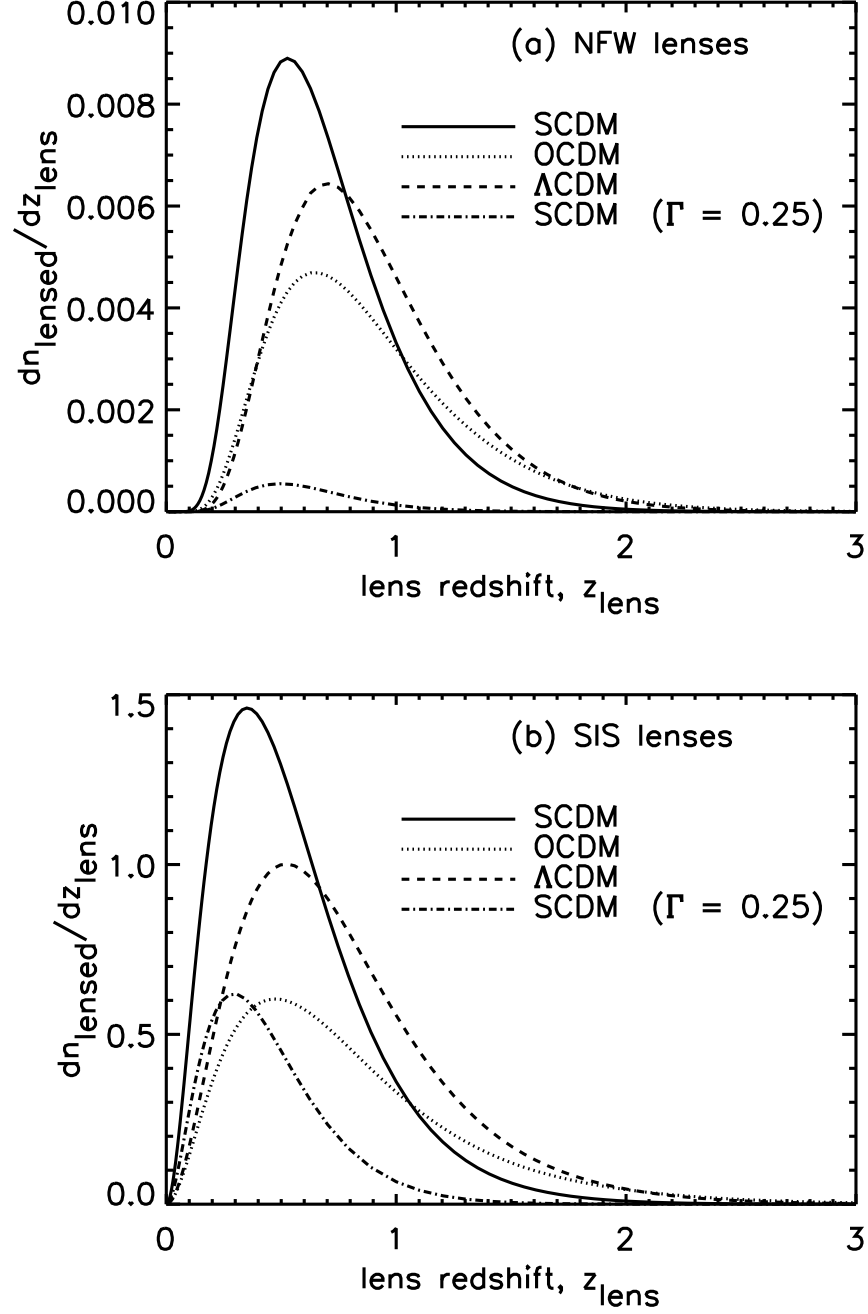 0.010
(a) NFW lenses
0.008
SCDM
OCDM
ΛCDM
0.006
SCDM (Γ = 0.25)
dn_lensed/dz_lens
0.004
0.002
0.000
0 1 2 3
lens redshift, z_lens
1.5
(b) SIS lenses
SCDM
OCDM
1.0
ΛCDM
SCDM (Γ = 0.25)
dn_lensed/dz_lens
0.5
0.0
0 1 2 3
lens redshift, z_lens